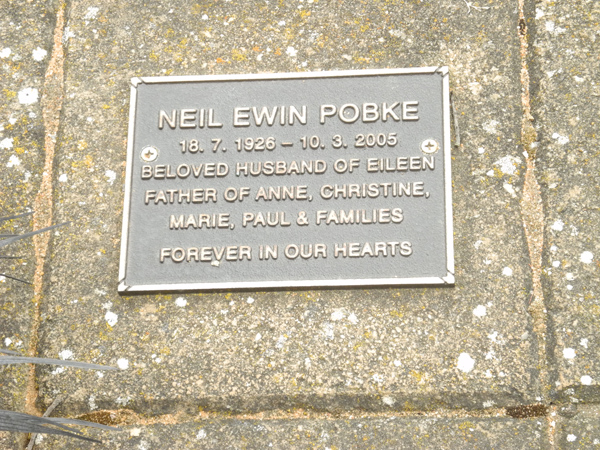 NEIL EWIN POBKE
18. 7. 1926 – 10. 3. 2005
BELOVED HUSBAND OF EILEEN
FATHER OF ANNE, CHRISTINE,
MARIE, PAUL & FAMILIES
FOREVER IN OUR HEARTS